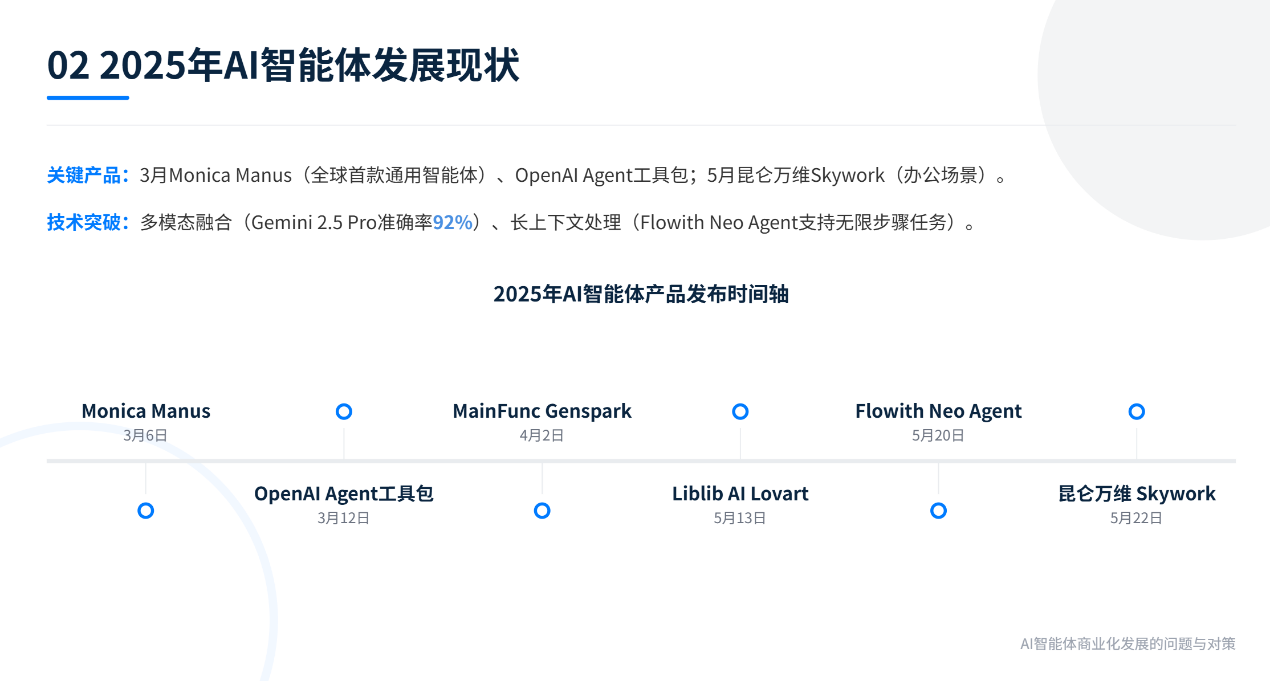 02 2025年AI智能体发展现状
关键产品：3月Monica Manus（全球首款通用智能体）、OpenAI Agent工具包；5月昆仑万维Skywork（办公场景）。
技术突破：多模态融合（Gemini 2.5 Pro准确率92%）、长上下文处理（Flowith Neo Agent支持无限步骤任务）。
2025年AI智能体产品发布时间轴
Monica Manus
3月6日
OpenAI Agent工具包
3月12日
MainFunc Genspark
4月2日
Liblib AI Lovart
5月13日
Flowith Neo Agent
5月20日
昆仑万维 Skywork
5月22日
AI智能体商业化发展的问题与对策